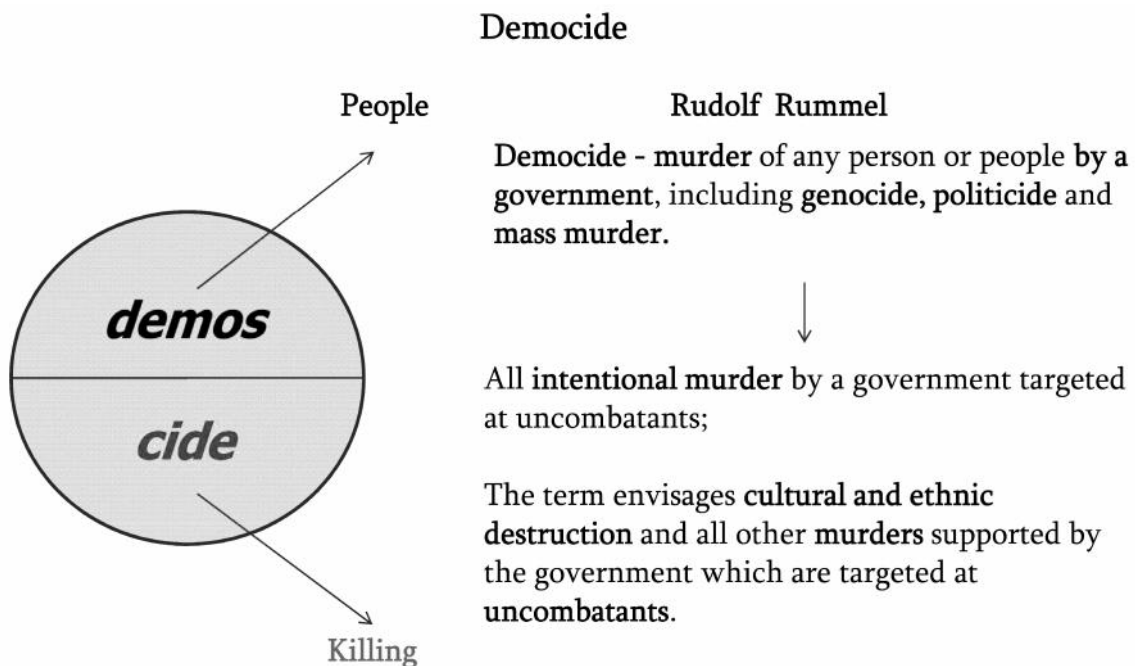 Democide
People
demos
cide
Killing
Rudolf Rummel
Democide - murder of any person or people by a
government, including genocide, politicide and
mass murder.
All intentional murder by a government targeted
at uncombatants;
The term envisages cultural and ethnic
destruction and all other murders supported by
the government which are targeted at
uncombatants.